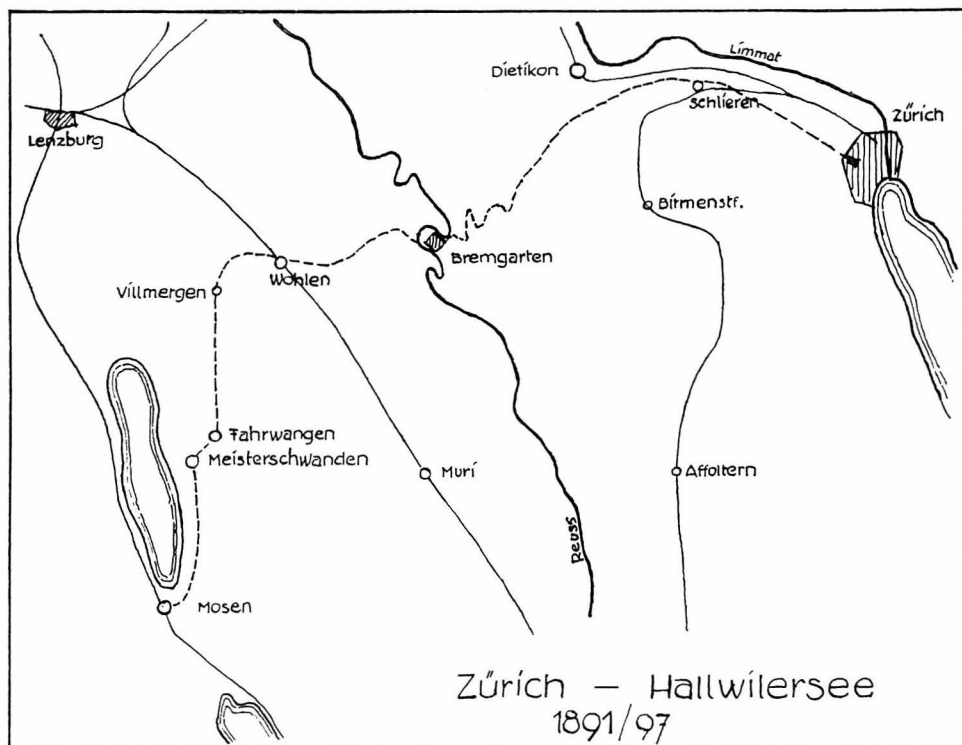 Limmat
Dietikon
Schlieren
Zürich
Lenzburg
Birmenstf.
Bremgarten
Wohlen
Villmergen
Fahrwangen
Meisterschwanden
Muri
Affoltern
Reuss
Mosen
Zürich – Hallwilersee
1891/97